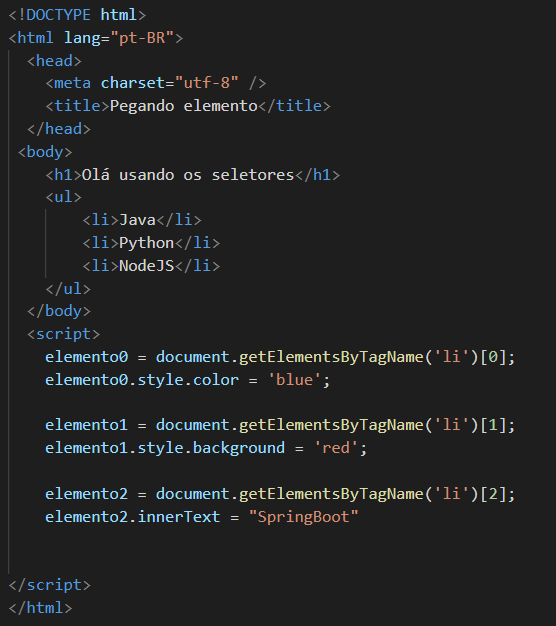 <!DOCTYPE html>
<html lang="pt-BR">
<head>
<meta charset="utf-8" />
<title>Pegando elemento</title>
</head>
<body>
<h1>Olá usando os seletores</h1>
<ul>
<li>Java</li>
<li>Python</li>
<li>NodeJS</li>
</ul>
</body>
<script>
elemento0 = document.getElementsByTagName('li')[0];
elemento0.style.color = 'blue';
elemento1 = document.getElementsByTagName('li')[1];
elemento1.style.background = 'red';
elemento2 = document.getElementsByTagName('li')[2];
elemento2.innerText = "SpringBoot"
</script>
</html>